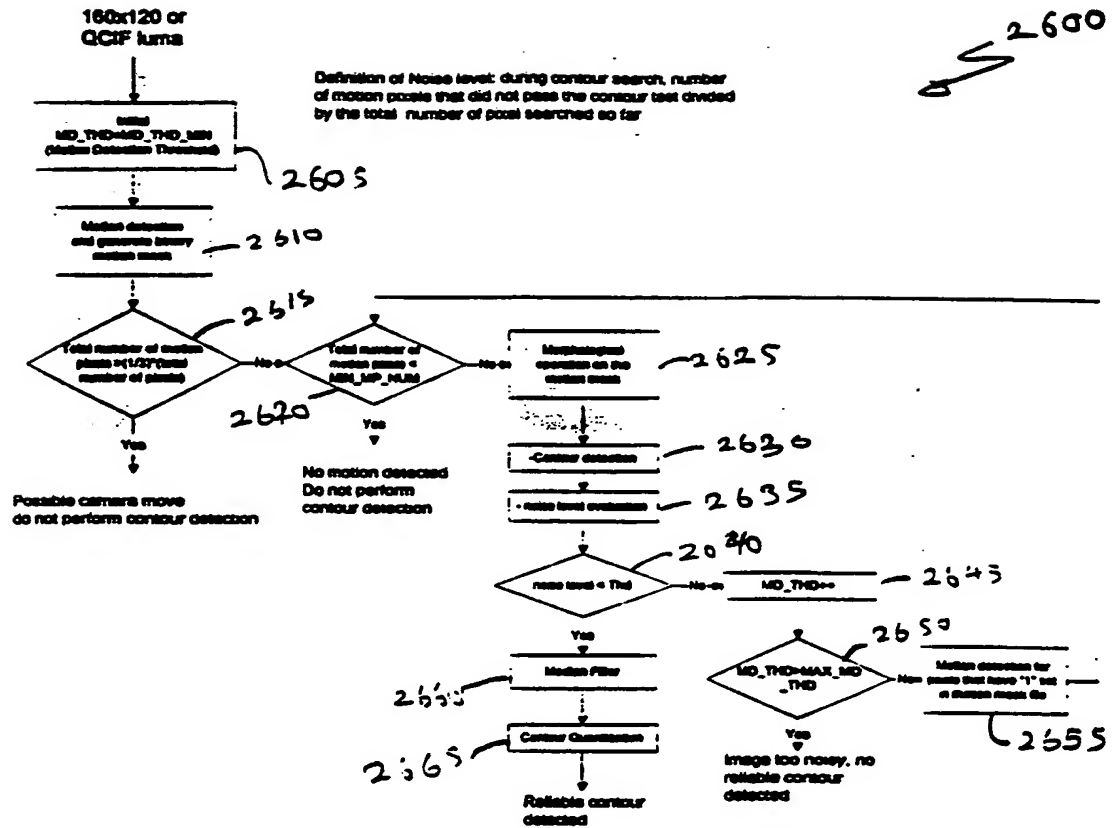 160x120 or
QCIF luma
2600
Definition of Noise level: during contour search, number
of motion pixels that did not pass the contour test divided
by the total number of pixel searched so far
Initial
MD_THD=MD_THD_MIN
(Motion Detection Threshold)
2605
Motion detection
and generate binary
motion mask
2610
2615
Total number of motion
pixels >(1/3)*(total
number of pixels)
No
Total number of
motion pixels <
MIN_MP_NUM
No
Morphological
operation on the
motion mask
2625
2620
Yes
Yes
Possible camera move
do not perform contour detection
No motion detected
Do not perform
contour detection
-Contour detection
2630
- noise level evaluation
2635
2040
noise level < Thd
No
MD_THD++
2645
Yes
2650
Median Filter
MD_THD>MAX_MD
_THD
No
Motion detection for
pixels that have "1" set
in motion mask file
2655
Contour Quantization
2665
Yes
Image too noisy, no
reliable contour
detected
Reliable contour
detected